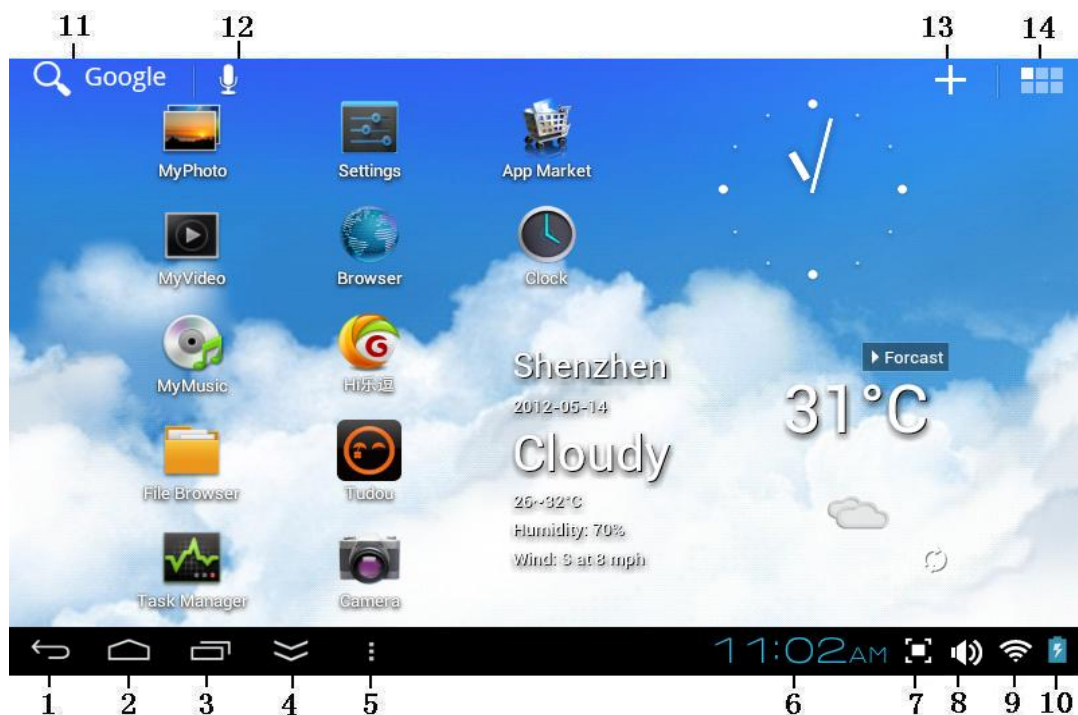 11 12 13 14
Google
MyPhoto Settings App Market
MyVideo Browser Clock
MyMusic Hi乐逗
File Browser Tudou
Task Manager Camera
Shenzhen
2012-05-14
Cloudy
26~32°C
Humidity: 70%
Wind: S at 8 mph
Forcast
31°C
11:02AM
1 2 3 4 5 6 7 8 9 10